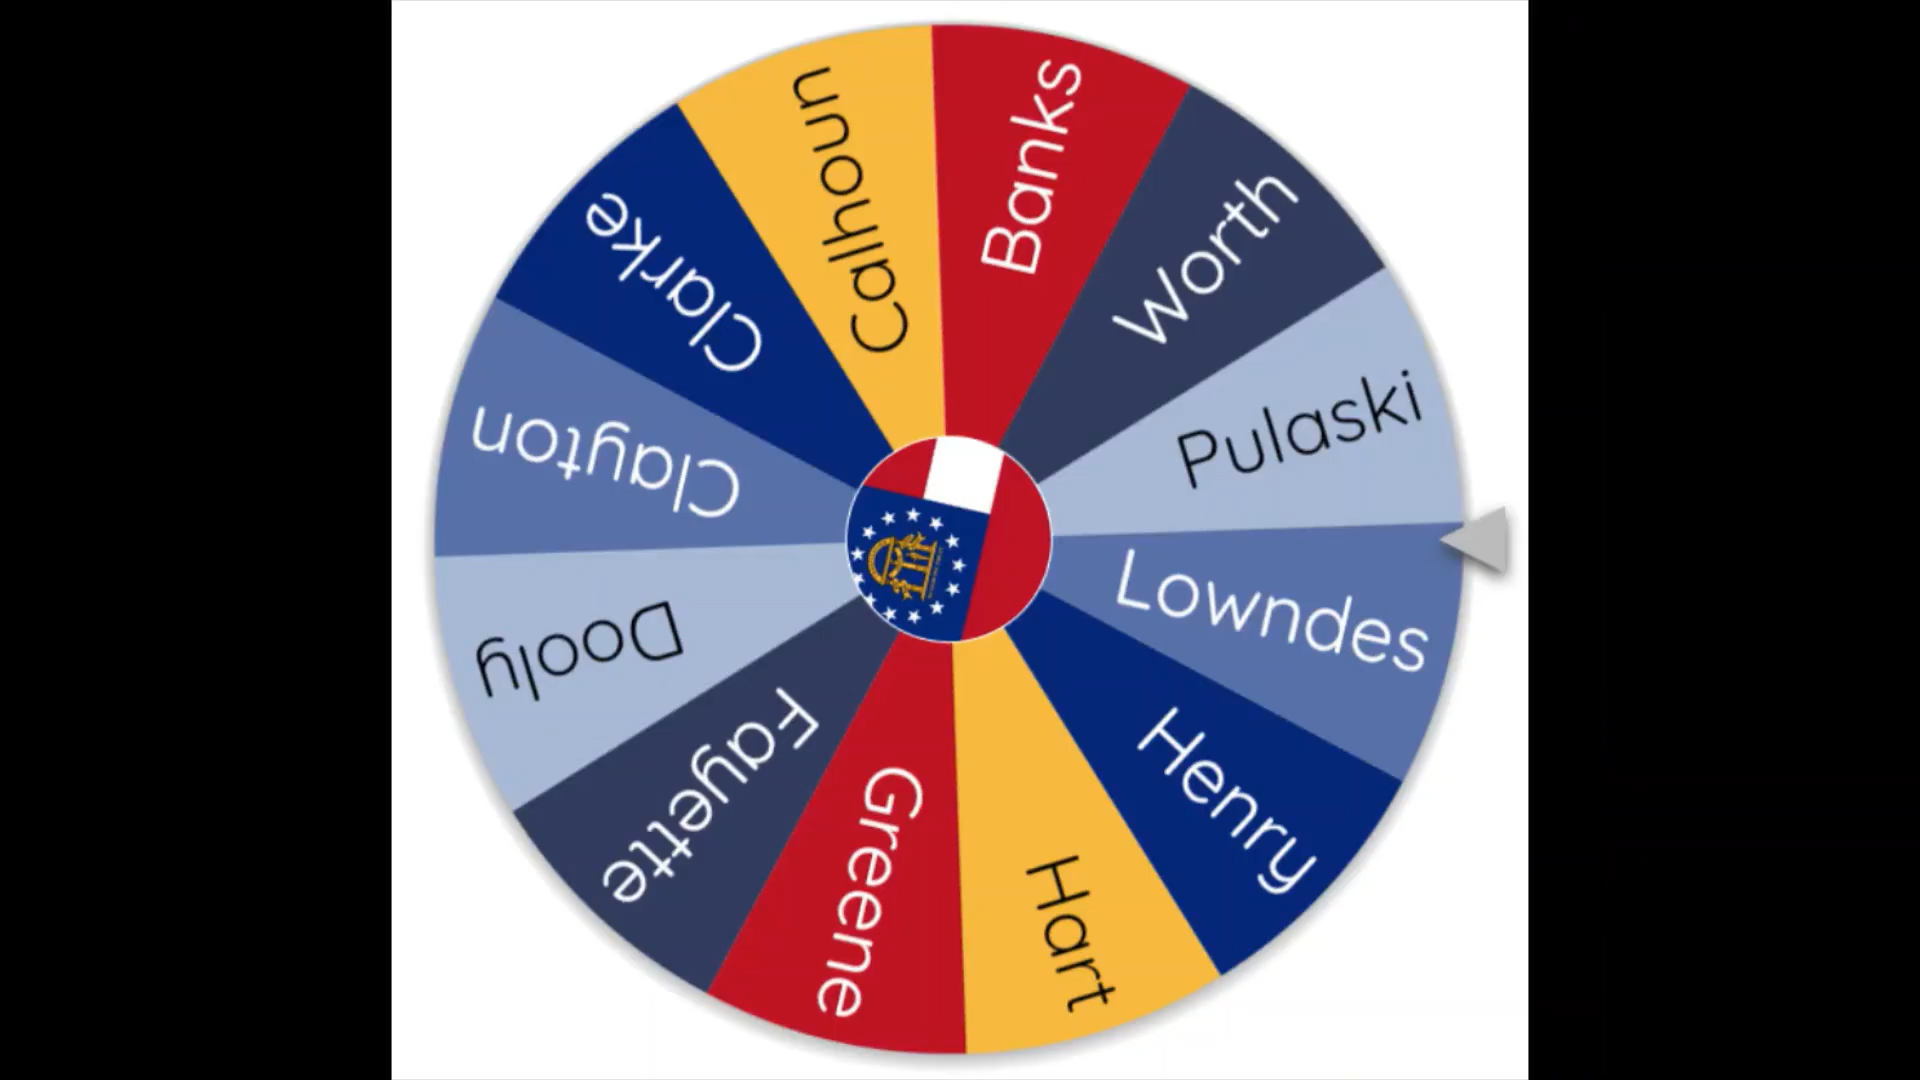 Banks
Worth
Pulaski
Lowndes
Henry
Hart
Greene
Fayette
Dooly
Clayton
Clarke
Calhoun